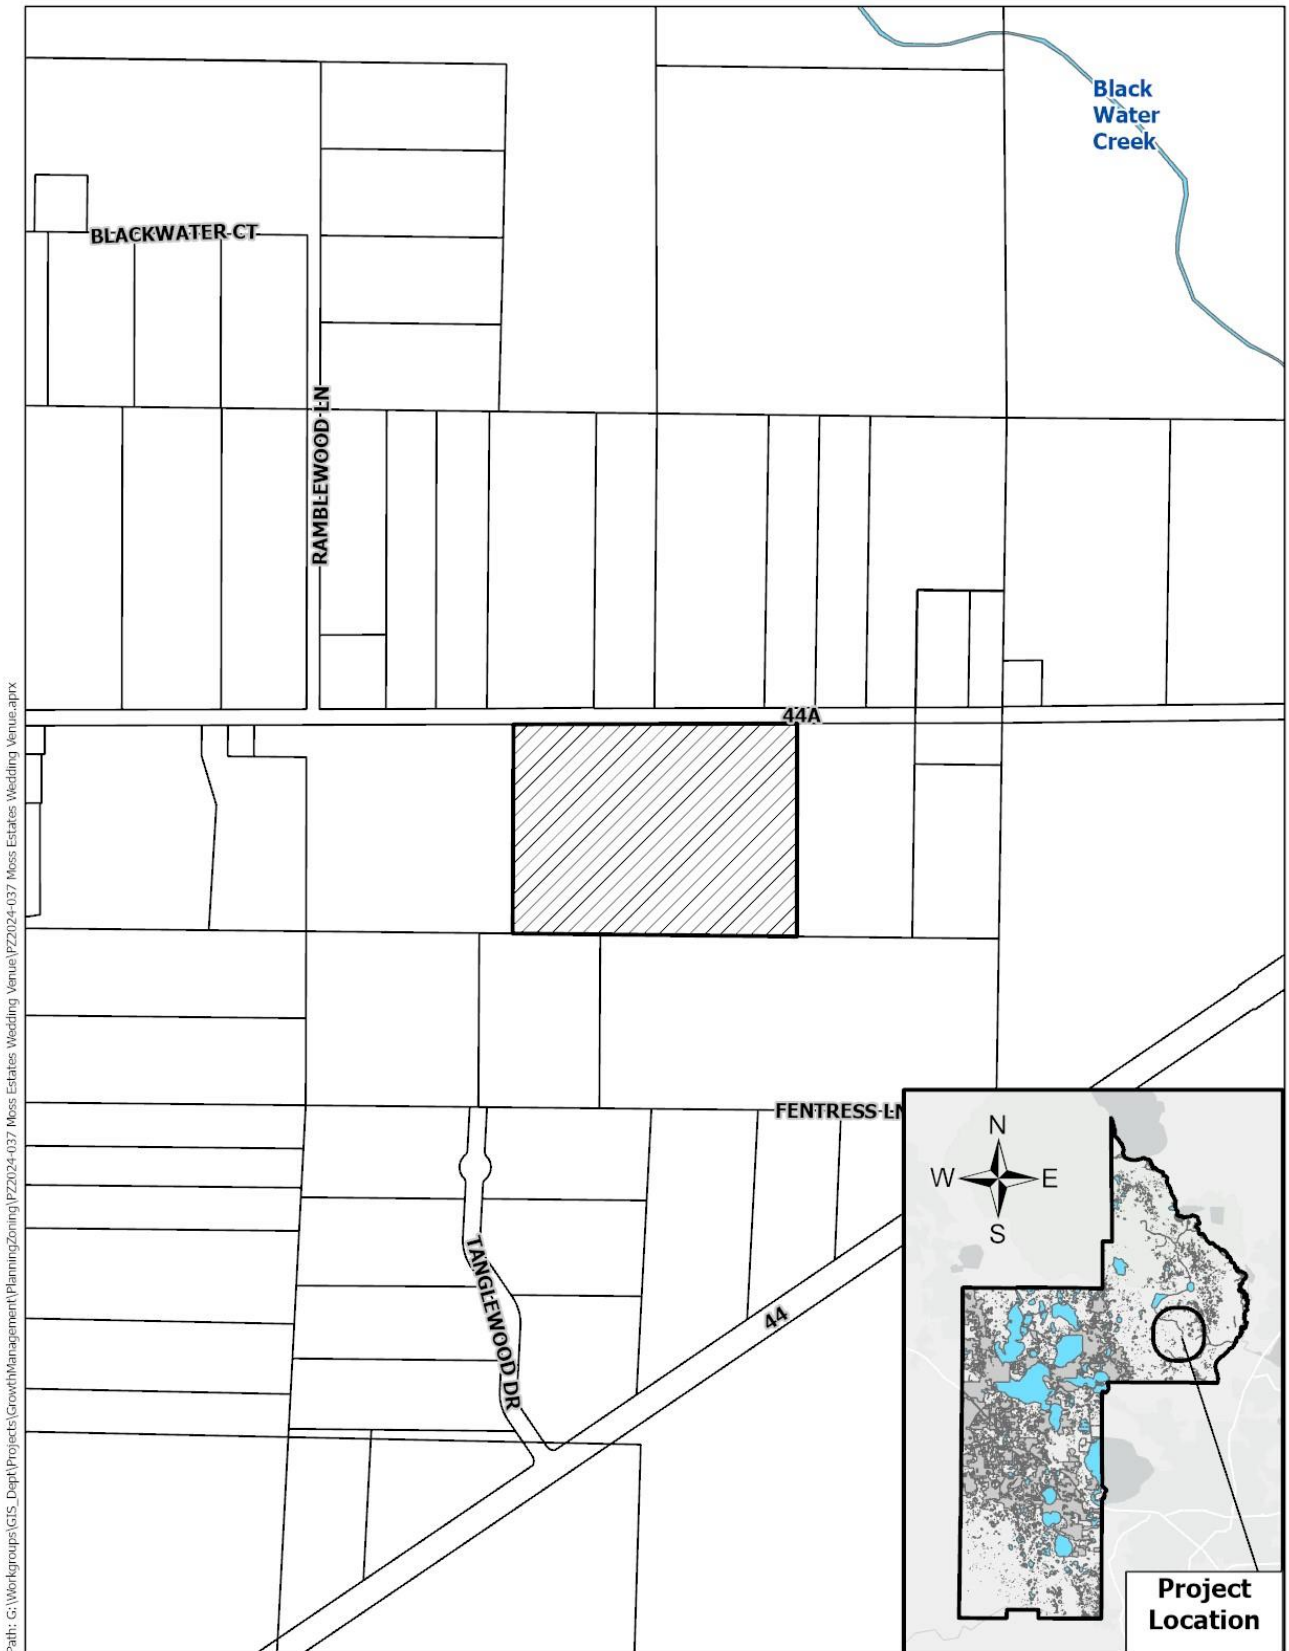 Black
Water
Creek
BLACKWATER CT
RAMBLEWOOD LN
44A
Path: G:\Workgroups\GIS_Dept\Projects\GrowthManagement\PlanningZoning\PZ2024-037 Moss Estates Wedding Venue\PZ2024-037 Moss Estates Wedding Venue.aprx
FENTRESS LN
TANGLEWOOD DR
44
N
W
E
S
Project
Location